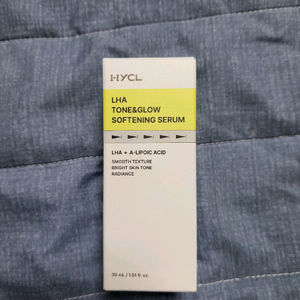 HYCL
LHA
TONE&GLOW
SOFTENING SERUM
LHA + A-LIPOIC ACID
SMOOTH TEXTURE
BRIGHT SKIN TONE
RADIANCE
30 mL / 1.01 fl. oz.